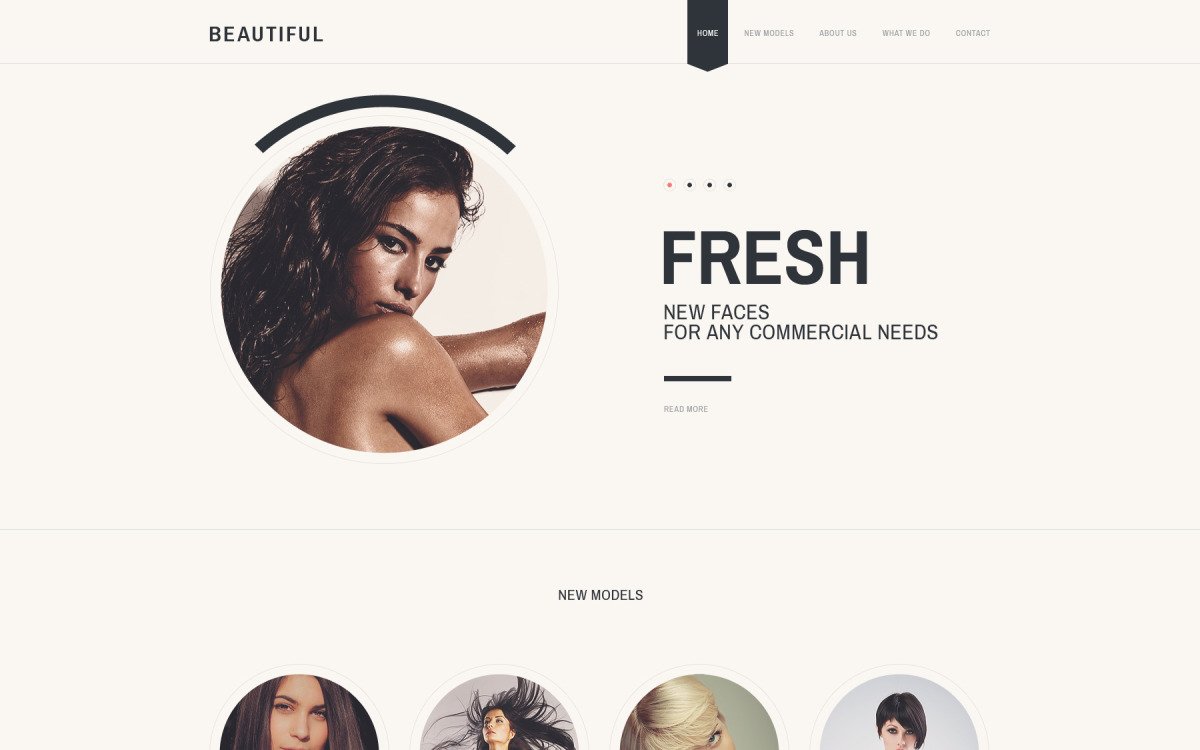 BEAUTIFUL
HOME
NEW MODELS
ABOUT US
WHAT WE DO
CONTACT
FRESH
NEW FACES
FOR ANY COMMERCIAL NEEDS
READ MORE
NEW MODELS